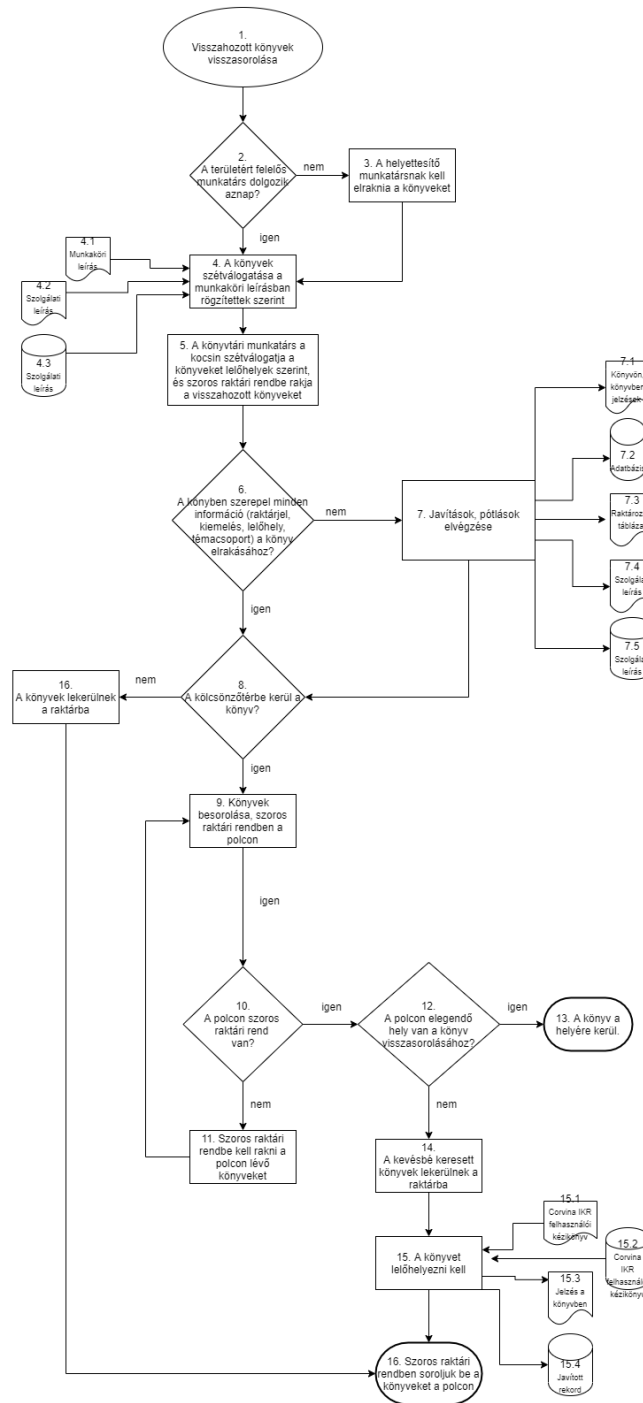 1.
Visszahozott könyvek
visszasorolása
2.
A területért felelős
munkatárs dolgozik
aznap?
nem
3. A helyettesítő
munkatársnak kell
elraknia a könyveket
igen
4.1
Munkaköri
leírás
4.2
Szolgálati
leírás
4.3
Szolgálati
leírás
4. A könyvek
szétválogatása a
munkaköri leírásban
rögzítettek szerint
5. A könyvtári munkatárs a
kocsin szétválogatja a
könyveket lelőhelyek szerint,
és szoros raktári rendbe rakja
a visszahozott könyveket
6.
A könyben szerepel minden
információ (raktárjel,
kiemelés, lelőhely,
témacsoport) a könyv
elrakásához?
nem
7. Javítások, pótlások
elvégzése
7.1
könyvben
jelzések
7.2
Adatbázis
7.3
7.4
leírás
7.5
leírás
igen
8.
A kölcsönzőtérbe kerül a
könyv?
nem
16.
A könyvek lekerülnek
a raktárba
igen
9. Könyvek
besorolása, szoros
raktári rendben a
polcon
igen
10.
A polcon szoros
raktári rend
van?
igen
12.
A polcon elegendő
hely van a könyv
visszasorolásához?
igen
13. A könyv a
helyére kerül.
nem
11. Szoros raktári
rendbe kell rakni a
polcon lévő
könyveket
nem
14.
A kevésbé keresett
könyvek lekerülnek a
raktárba
15.1
Corvina IKR
felhasználói
kézikönyv
15.2
Corvina
IKR
15. A könyvet
lelőhelyezni kell
15.3
Jelzés a
könyvben
15.4
Javított
rekord
16. Szoros raktári
rendben soroljuk be a
könyveket a polcon